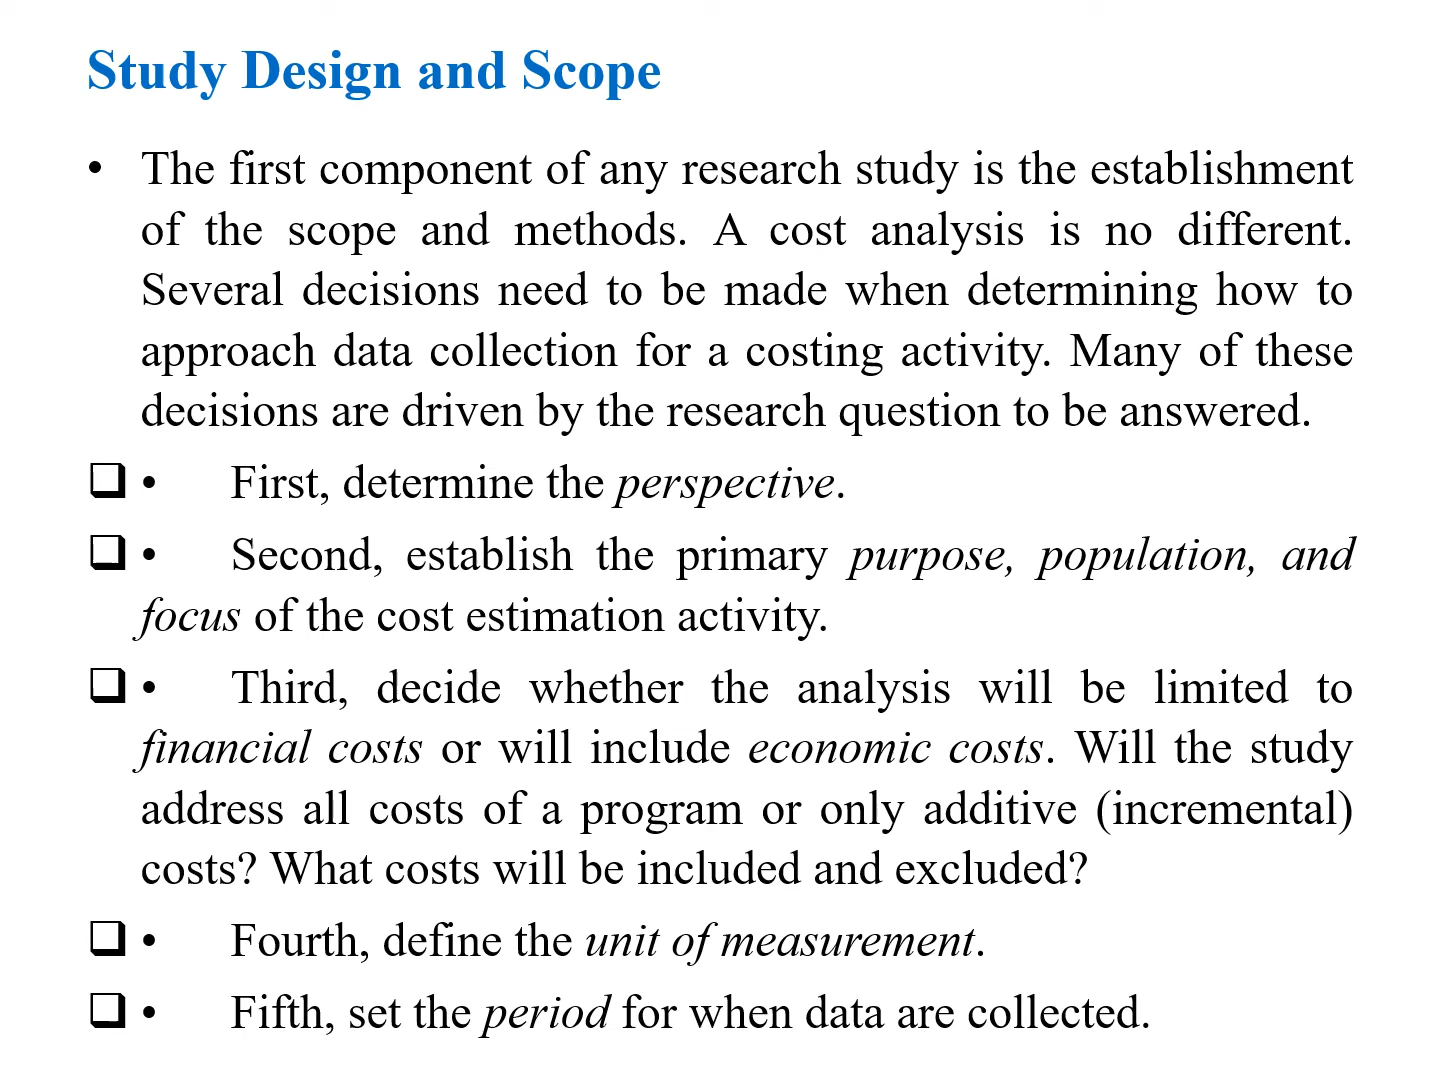 Study Design and Scope
• The first component of any research study is the establishment
of the scope and methods. A cost analysis is no different.
Several decisions need to be made when determining how to
approach data collection for a costing activity. Many of these
decisions are driven by the research question to be answered.
❑ • First, determine the perspective.
❑ • Second, establish the primary purpose, population, and
focus of the cost estimation activity.
❑ • Third, decide whether the analysis will be limited to
financial costs or will include economic costs. Will the study
address all costs of a program or only additive (incremental)
costs? What costs will be included and excluded?
❑ • Fourth, define the unit of measurement.
❑ • Fifth, set the period for when data are collected.